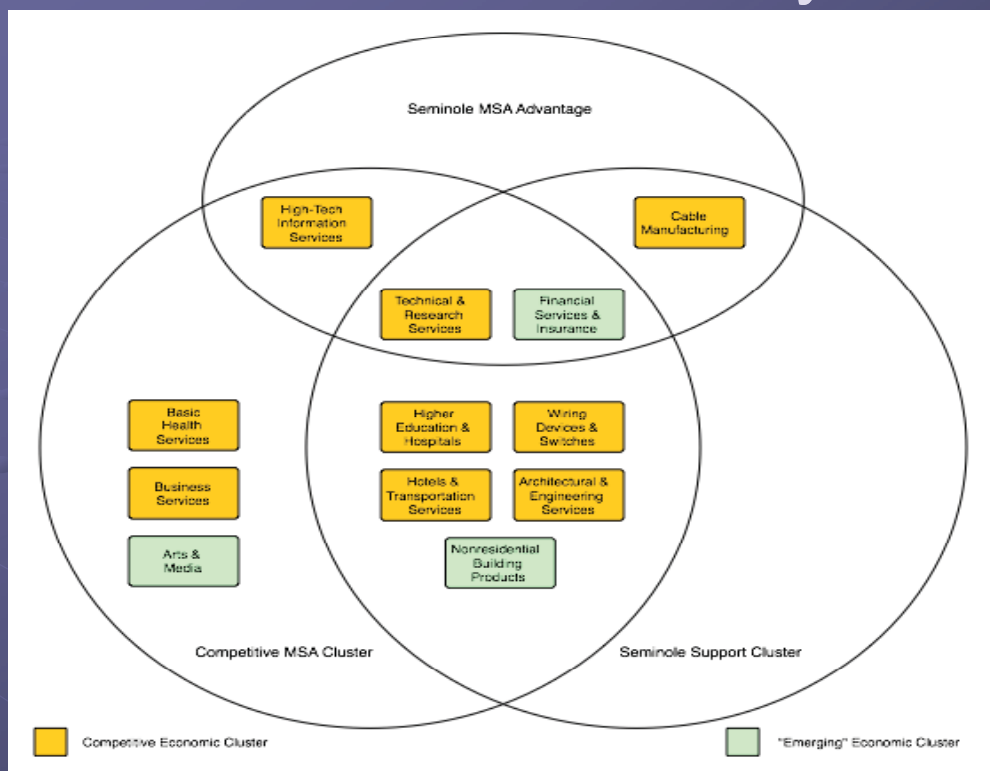 Seminole MSA Advantage
High-Tech
Information
Services
Cable
Manufacturing
Technical &
Research
Services
Financial
Services &
Insurance
Basic
Health
Services
Higher
Education &
Hospitals
Wiring
Devices &
Switches
Business
Services
Hotels &
Transportation
Services
Architectural &
Engineering
Services
Arts &
Media
Nonresidential
Building
Products
Competitive MSA Cluster
Seminole Support Cluster
Competitive Economic Cluster
"Emerging" Economic Cluster